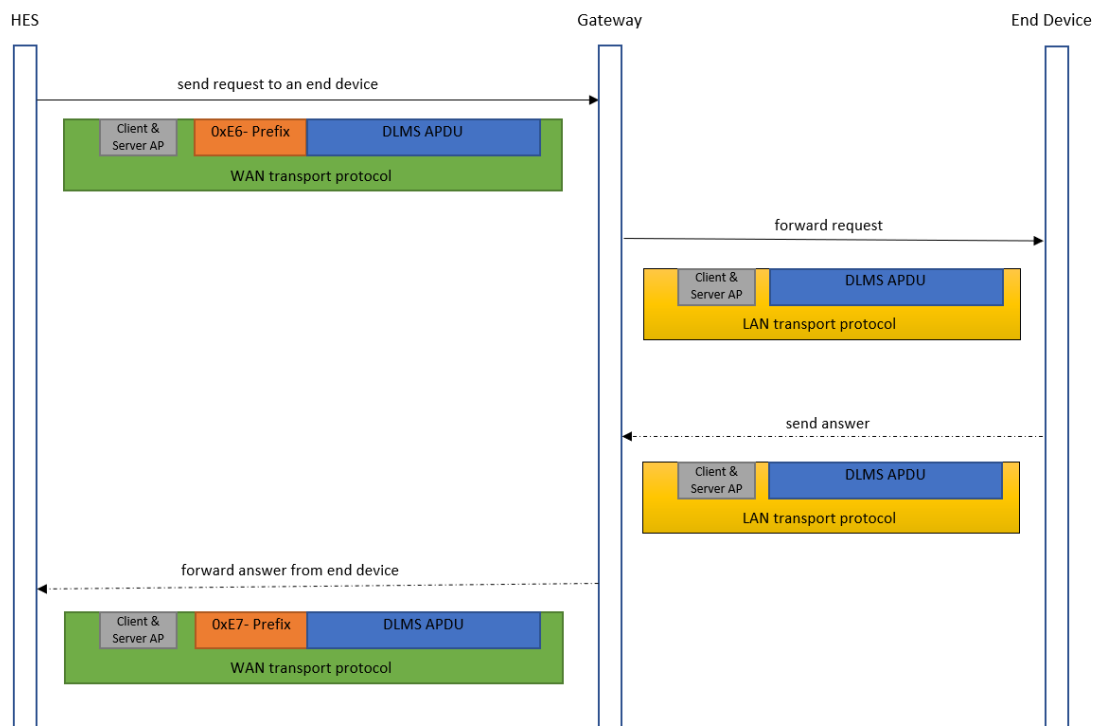 HES
Gateway
End Device
send request to an end device
Client &
Server AP
0xE6- Prefix
DLMS APDU
WAN transport protocol
forward request
Client &
Server AP
DLMS APDU
LAN transport protocol
send answer
Client &
Server AP
DLMS APDU
LAN transport protocol
forward answer from end device
Client &
Server AP
0xE7- Prefix
DLMS APDU
WAN transport protocol